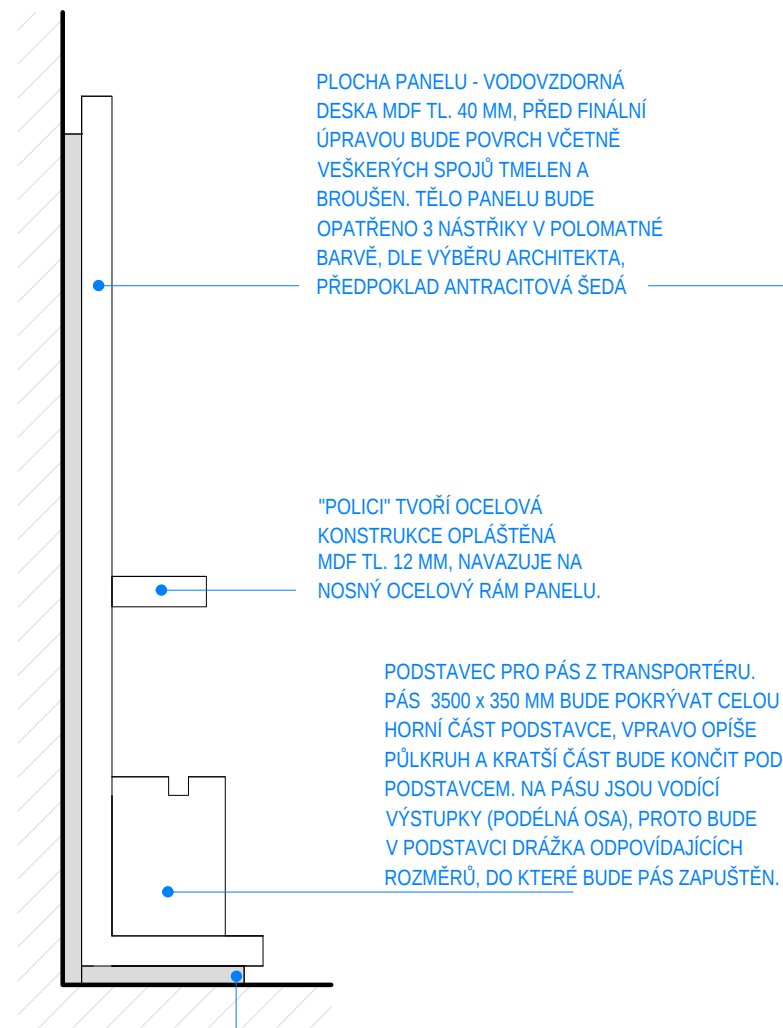 PLOCHA PANELU - VODOVZDORNÁ
DESKA MDF TL. 40 MM, PŘED FINÁLNÍ
ÚPRAVOU BUDE POVRCH VČETNĚ
VEŠKERÝCH SPOJŮ TMELEN A
BROUŠEN. TĚLO PANELU BUDE
OPATŘENO 3 NÁSTŘIKY V POLOMATNÉ
BARVĚ, DLE VÝBĚRU ARCHITEKTA,
PŘEDPOKLAD ANTRACITOVÁ ŠEDÁ
"POLICI" TVOŘÍ OCELOVÁ
KONSTRUKCE OPLÁŠTĚNÁ
MDF TL. 12 MM, NAVAZUJE NA
NOSNÝ OCELOVÝ RÁM PANELU.
PODSTAVEC PRO PÁS Z TRANSPORTÉRU.
PÁS 3500 x 350 MM BUDE POKRÝVAT CELOU
HORNÍ ČÁST PODSTAVCE, VPRAVO OPÍŠE
PŮLKRUH A KRATŠÍ ČÁST BUDE KONČIT POD
PODSTAVCEM. NA PÁSU JSOU VODÍCÍ
VÝSTUPKY (PODÉLNÁ OSA), PROTO BUDE
V PODSTAVCI DRÁŽKA ODPOVÍDAJÍCÍCH
ROZMĚRŮ, DO KTERÉ BUDE PÁS ZAPUŠTĚN.